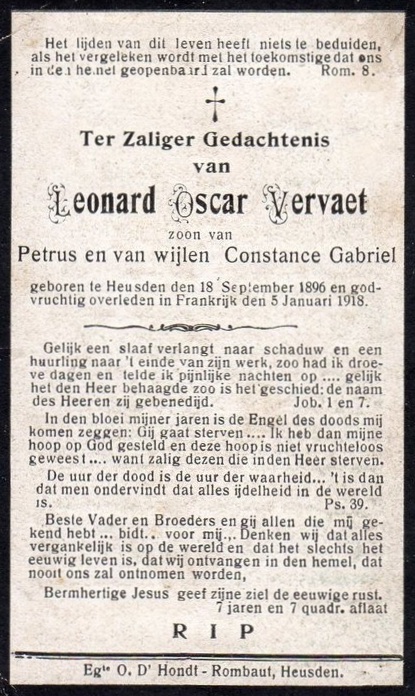 Het lijden van dit leven heeft niets te beduiden,
als het vergeleken wordt met het toekomstige dat ons
in den hemel geopenbaard zal worden. Rom. 8.
Ter Zaliger Gedachtenis
van
Leonard Oscar Vervaet
zoon van
Petrus en van wijlen Constance Gabriel
geboren te Heusden den 18 September 1896 en god-
vruchtig overleden in Frankrijk den 5 Januari 1918.
Gelijk een slaaf verlangt naar schaduw en een
huurling naar 't einde van zijn werk, zoo had ik droe-
ve dagen en telde ik pijnlijke nachten op .... gelijk
het den Heer behaagde zoo is het geschied: de naam
des Heeren zij gebenedijd. Job. 1 en 7.
In den bloei mijner jaren is de Engel des doods mij
komen zeggen: Gij gaat sterven .... Ik heb dan mijne
hoop op God gesteld en deze hoop is niet vruchteloos
geweest .... want zalig dezen die in den Heer sterven.
De uur der dood is de uur der waarheid... 't is dan
dat men ondervindt dat alles ijdelheid in de wereld
is. Ps. 39.
Beste Vader en Broeders en gij allen die mij ge-
kend hebt ... bidt.. voor mij.. Denken wij dat alles
vergankelijk is op de wereld en dat het slechts het
eeuwig leven is, dat wij ontvangen in den hemel, dat
nooit ons zal ontnomen worden,
Bermhertige Jesus geef zijne ziel de eeuwige rust.
7 jaren en 7 quadr. aflaat
R I P
Egte O. D' Hondt - Rombaut, Heusden.